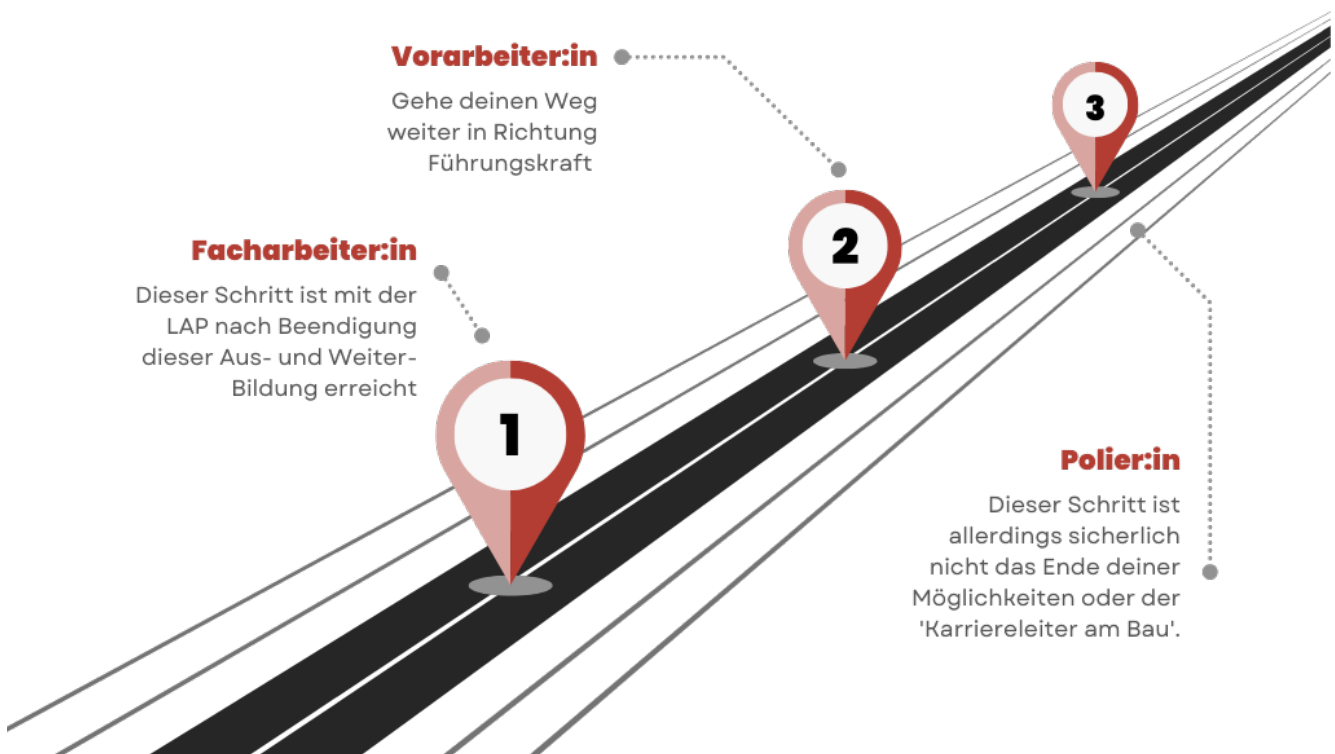 Vorarbeiter:in
Gehe deinen Weg
weiter in Richtung
Führungskraft
3
2
Facharbeiter:in
Dieser Schritt ist mit der
LAP nach Beendigung
dieser Aus- und Weiter-
Bildung erreicht
1
Polier:in
Dieser Schritt ist
allerdings sicherlich
nicht das Ende deiner
Möglichkeiten oder der
'Karriereleiter am Bau'.